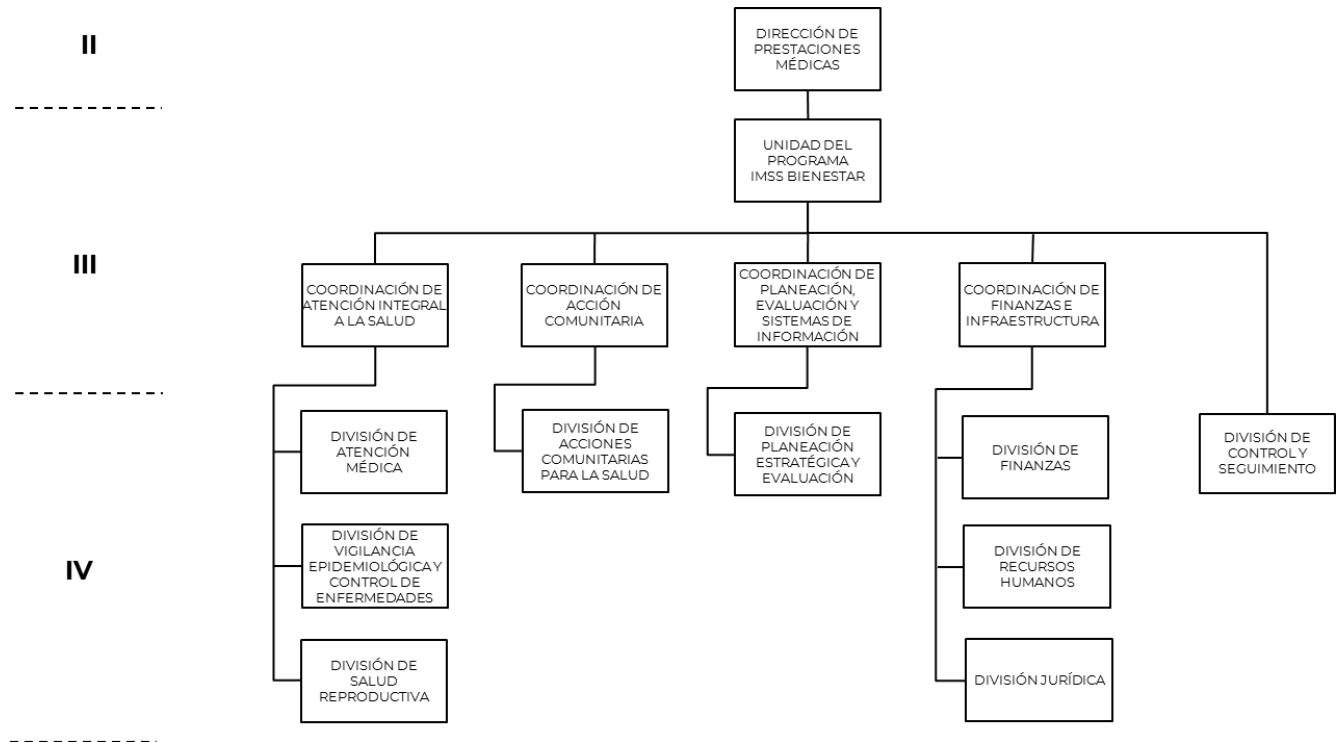 II
DIRECCIÓN DE
PRESTACIONES
MÉDICAS
UNIDAD DEL
PROGRAMA
IMSS BIENESTAR
III
COORDINACIÓN DE
ATENCIÓN INTEGRAL
A LA SALUD
COORDINACIÓN DE
ACCIÓN
COMUNITARIA
COORDINACIÓN DE
PLANEACIÓN,
EVALUACIÓN Y
SISTEMAS DE
INFORMACIÓN
COORDINACIÓN DE
FINANZAS E
INFRAESTRUCTURA
IV
DIVISIÓN DE
ATENCIÓN
MÉDICA
DIVISIÓN DE
ACCIONES
COMUNITARIAS
PARA LA SALUD
DIVISIÓN DE
PLANEACIÓN
ESTRATÉGICA Y
EVALUACIÓN
DIVISIÓN DE
FINANZAS
DIVISIÓN DE
CONTROL Y
SEGUIMIENTO
DIVISIÓN DE
VIGILANCIA
EPIDEMIOLÓGICA Y
CONTROL DE
ENFERMEDADES
DIVISIÓN DE
RECURSOS
HUMANOS
DIVISIÓN DE
SALUD
REPRODUCTIVA
DIVISIÓN JURÍDICA